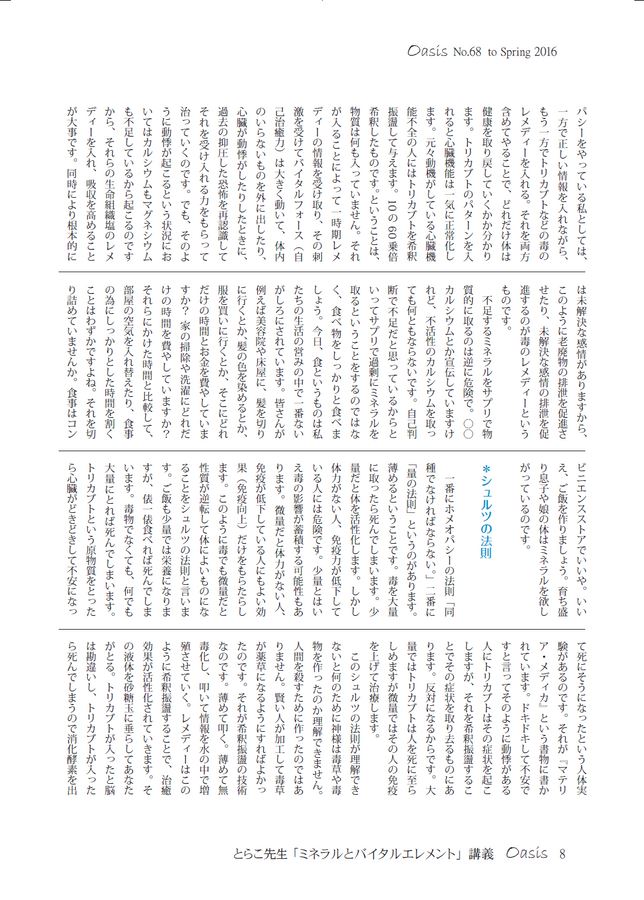 Oasis No.68 to Spring 2016
パシーをやっている私としては、
一方で正しい情報を入れながら、
もう一方でトリカブトなどの毒の
レメディーを入れる。それを両方
含めてやることで、どれだけ体は
健康を取り戻していくか分かり
ます。トリカブトのパターンを入
れると心臓機能は一気に正常化し
ます。元々動機がしている心臓機
能不全の人にはトリカブトを希釈
振盪して与えます。10の60乗倍
希釈したものです。ということは、
物質は何も入っていません。それ
が入ることによって一時期レメ
ディーの情報を受け取り、その刺
激を受けてバイタルフォース（自
己治癒力）は大きく動いて、体内
のいらないものを外に出したり、
心臓が動悸がしたりしたときに、
過去の抑圧した恐怖を再認識して
それを受け入れる力をもらって
治っていくのです。でも、そのよ
うに動悸が起こるという状況にお
いてはカルシウムもマグネシウム
も不足しているから起こるのです
から、それらの生命組織塩のレメ
ディーを入れ、吸収を高めること
が大事です。同時により根本的に
は未解決な感情がありますから、
このように老廃物の排泄を促進さ
せたり、未解決な感情の排泄を促
進するのが毒のレメディーという
ものです。
不足するミネラルをサプリで物
質的に取るのは逆に危険で。〇〇
カルシウムとか宣伝していますけ
れど、不活性のカルシウムを取っ
ても何ともならないです。自己判
断で不足だと思っているからと
いってサプリで過剰にミネラルを
取るということをするのではな
く、食べ物をしっかりと食べま
しょう。今日、食というものは私
たちの生活の営みの中で一番ない
がしろにされています。皆さんが
例えば美容院や床屋に、髪を切り
に行くとか、髪の色を染めるとか、
服を買いに行くとか、そこにどれ
だけの時間とお金を費やしていま
すか？ 家の掃除や洗濯にどれだ
けの時間を費やしていますか？
それらにかけた時間と比較して、
部屋の空気を入れ替えたり、食事
の為にしっかりとした時間を割く
ことはわずかですよね。それを切
り詰めていませんか。食事はコン
ビニエンスストアでいいや。いい
え、ご飯を作りましょう。育ち盛
り息子や娘の体はミネラルを欲し
がっているのです。
＊シュルツの法則
一番にホメオパシーの法則「同
種でなければならない。」二番に
「量の法則」というのがあります。
薄めるということです。毒を大量
に取ったら死んでしまいます。少
量だと体を活性化します。しかし
体力がない人、免疫力が低下して
いる人には危険です。少量とはい
え毒の影響が蓄積する可能性もあ
ります。微量だと体力がない人、
免疫が低下している人にもよい効
果（免疫向上）だけをもたらし
ます。このように毒でも微量だと
性質が逆転して体によいものにな
ることをシュルツの法則と言いま
す。ご飯も少量では栄養になりま
すが、俵一俵食べれば死んでしま
います。毒物でなくても、何でも
大量にとれば死んでしまいます。
トリカブトという原物質をとった
ら心臓がどきどきして不安になっ
て死にそうになったという人体実
験があるのです。それが『マテリ
ア・メディカ』という書物に書か
れています。ドキドキして不安で
すと言ってそのように動悸がある
人にトリカブトはその症状を起こ
しますが、それを希釈振盪するこ
とでその症状を取り去るものにあ
ります。反対になるからです。大
量ではトリカブトは人を死に至ら
しめますが微量ではその人の免疫
を上げて治療します。
このシュルツの法則が理解でき
ないと何のために神様は毒草や毒
物を作ったのか理解できません。
人間を殺すために作ったのではあ
りません。賢い人が加工して毒草
が薬草になるようにすればよかっ
たのです。それが希釈振盪の技術
なのです。薄めて叩く。薄めて無
毒化し、叩いて情報を水の中で増
殖させていく。レメディーはこの
ように希釈振盪することで、治癒
効果が活性化されていきます。そ
の液体を砂糖玉に垂らしてあなた
がとる。トリカブトが入ったと脳
は勘違いし、トリカブトが入った
ら死んでしまうので消化酵素を出
とらこ先生「ミネラルとバイタルエレメント」講義 Oasis 8